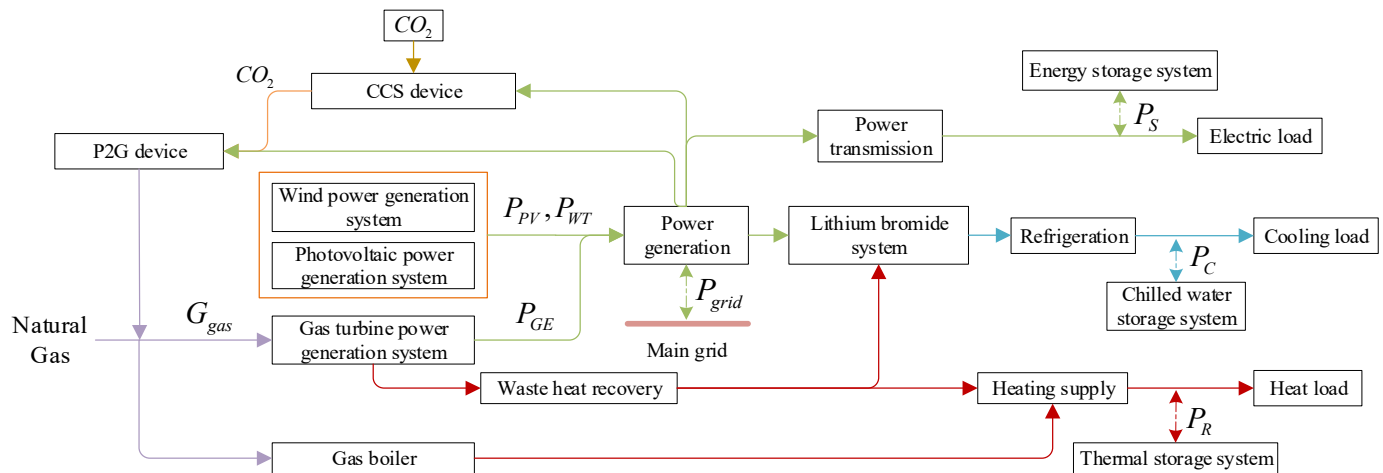 CO2
CO2
CCS device
Energy storage system
P2G device
Power
transmission
PS
Electric load
Wind power generation
system
Photovoltaic power
generation system
PPV, PWT
Power
generation
Lithium bromide
system
Refrigeration
Cooling load
PC
Chilled water
storage system
Pgrid
Main grid
Natural
Gas
Ggas
Gas turbine power
generation system
PGE
Waste heat recovery
Heating supply
Heat load
PR
Gas boiler
Thermal storage system